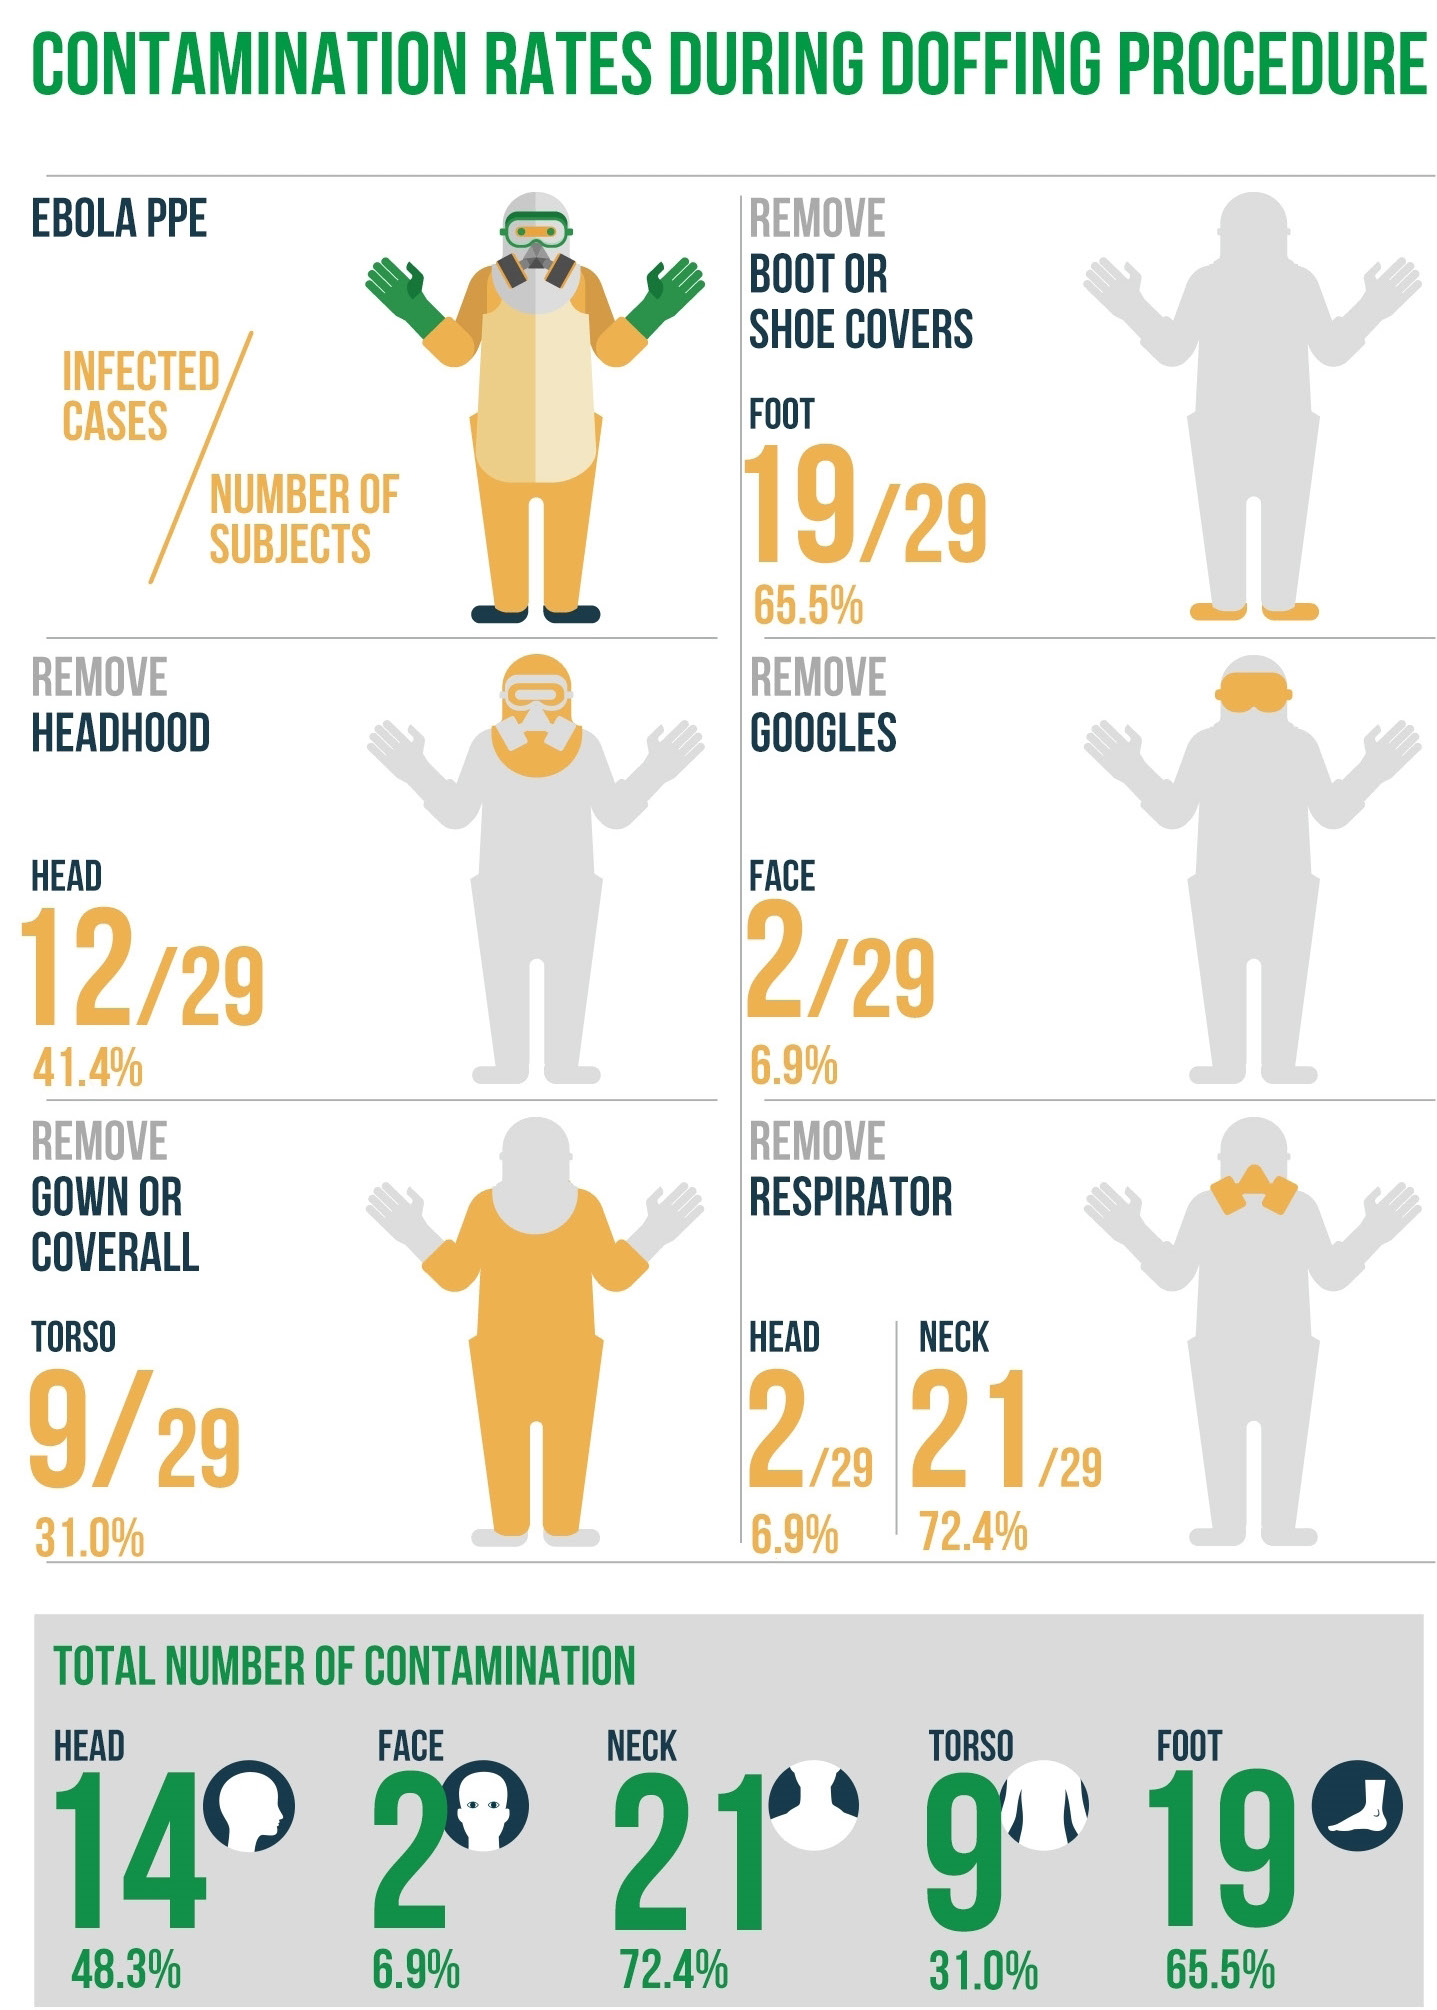 CONTAMINATION RATES DURING DOFFING PROCEDURE
EBOLA PPE
INFECTED
CASES
NUMBER OF
SUBJECTS
REMOVE
BOOT OR
SHOE COVERS
FOOT
19/29
65.5%
REMOVE
HEADHOOD
HEAD
12/29
41.4%
REMOVE
GOOGLES
FACE
2/29
6.9%
REMOVE
GOWN OR
COVERALL
TORSO
9/29
31.0%
REMOVE
RESPIRATOR
HEAD
2/29
6.9%
NECK
21/29
72.4%
TOTAL NUMBER OF CONTAMINATION
HEAD
14
48.3%
FACE
2
6.9%
NECK
21
72.4%
TORSO
9
31.0%
FOOT
19
65.5%